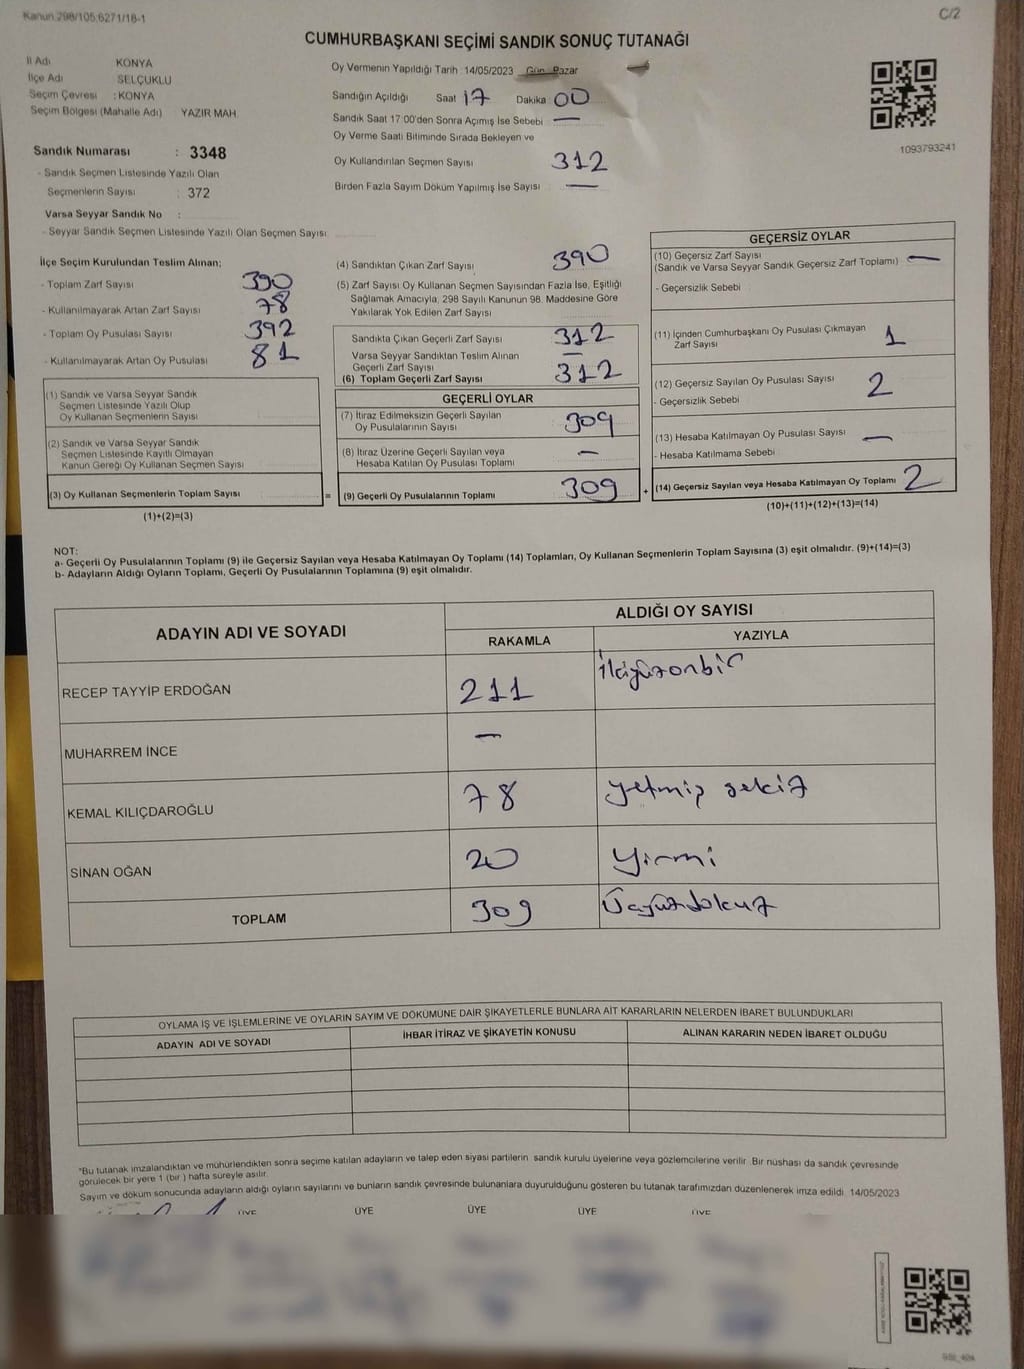 Kanun 298/105,6271/18-1
C/2
CUMHURBAŞKANI SEÇİMİ SANDIK SONUÇ TUTANAĞI
İl Adı KONYA
İlçe Adı SELÇUKLU
Seçim Çevresi : KONYA
Seçim Bölgesi (Mahalle Adı) YAZIR MAH.
Sandık Numarası : 3348
- Sandık Seçmen Listesinde Yazılı Olan
Seçmenlerin Sayısı : 372
Varsa Seyyar Sandık No :
- Seyyar Sandık Seçmen Listesinde Yazılı Olan Seçmen Sayısı
Oy Vermenin Yapıldığı Tarih 14/05/2023 Gün Pazar
Sandığın Açıldığı Saat 17 Dakika 00
Sandık Saat 17:00'den Sonra Açımış İse Sebebi —
Oy Verme Saati Bitiminde Sırada Bekleyen ve
Oy Kullandırılan Seçmen Sayısı 312
Birden Fazla Sayım Döküm Yapılmış İse Sayısı —
1093793241
İlçe Seçim Kurulundan Teslim Alınan;
- Toplam Zarf Sayısı 390
- Kullanılmayarak Artan Zarf Sayısı 78
- Toplam Oy Pusulası Sayısı 392
- Kullanılmayarak Artan Oy Pusulası 81
(1) Sandık ve Varsa Seyyar Sandık
Seçmen Listesinde Yazılı Olup
Oy Kullanan Seçmenlerin Sayısı
(2) Sandık ve Varsa Seyyar Sandık
Seçmen Listesinde Kayıtlı Olmayan
Kanun Gereği Oy Kullanan Seçmen Sayısı
(3) Oy Kullanan Seçmenlerin Toplam Sayısı
(1)+(2)=(3)
=
(4) Sandıktan Çıkan Zarf Sayısı 390
(5) Zarf Sayısı Oy Kullanan Seçmen Sayısından Fazla İse, Eşitliği
Sağlamak Amacıyla, 298 Sayılı Kanunun 98. Maddesine Göre
Yakılarak Yok Edilen Zarf Sayısı
Sandıkta Çıkan Geçerli Zarf Sayısı 312
Varsa Seyyar Sandıktan Teslim Alınan
Geçerli Zarf Sayısı —
(6) Toplam Geçerli Zarf Sayısı 312
GEÇERLİ OYLAR
(7) İtiraz Edilmeksizin Geçerli Sayılan
Oy Pusulalarının Sayısı 309
(8) İtiraz Üzerine Geçerli Sayılan veya
Hesaba Katılan Oy Pusulası Toplamı —
(9) Geçerli Oy Pusulalarının Toplamı 309
+
GEÇERSİZ OYLAR
(10) Geçersiz Zarf Sayısı
(Sandık ve Varsa Seyyar Sandık Geçersiz Zarf Toplamı) —
- Geçersizlik Sebebi
(11) İçinden Cumhurbaşkanı Oy Pusulası Çıkmayan
Zarf Sayısı 1
(12) Geçersiz Sayılan Oy Pusulası Sayısı 2
- Geçersizlik Sebebi
(13) Hesaba Katılmayan Oy Pusulası Sayısı —
- Hesaba Katılmama Sebebi
(14) Geçersiz Sayılan veya Hesaba Katılmayan Oy Toplamı 2
(10)+(11)+(12)+(13)=(14)
NOT:
a- Geçerli Oy Pusulalarının Toplamı (9) ile Geçersiz Sayılan veya Hesaba Katılmayan Oy Toplamı (14) Toplamları, Oy Kullanan Seçmenlerin Toplam Sayısına (3) eşit olmalıdır. (9)+(14)=(3)
b- Adayların Aldığı Oyların Toplamı, Geçerli Oy Pusulalarının Toplamına (9) eşit olmalıdır.
ADAYIN ADI VE SOYADI ALDIĞI OY SAYISI
RAKAMLA YAZIYLA
RECEP TAYYİP ERDOĞAN 211 İkiyüzonbir
MUHARREM İNCE —
KEMAL KILIÇDAROĞLU 78 yetmiş sekiz
SİNAN OĞAN 20 yirmi
TOPLAM 309 Üçyüzdokuz
OYLAMA İŞ VE İŞLEMLERİNE VE OYLARIN SAYIM VE DÖKÜMÜNE DAİR ŞİKAYETLERLE BUNLARA AİT KARARLARIN NELERDEN İBARET BULUNDUKLARI
ADAYIN ADI VE SOYADI İHBAR İTİRAZ VE ŞİKAYETİN KONUSU ALINAN KARARIN NEDEN İBARET OLDUĞU
*Bu tutanak imzalandıktan ve mühürlendikten sonra seçime katılan adayların ve talep eden siyasi partilerin sandık kurulu üyelerine veya gözlemcilerine verilir. Bir nüshası da sandık çevresinde
görülecek bir yere 1 (bir) hafta süreyle asılır.
Sayım ve döküm sonucunda adayların aldığı oyların sayılarını ve bunların sandık çevresinde bulunanlara duyurulduğunu gösteren bu tutanak tarafımızdan düzenlenerek imza edildi. 14/05/2023
ÜYE ÜYE ÜYE ÜYE ÜYE